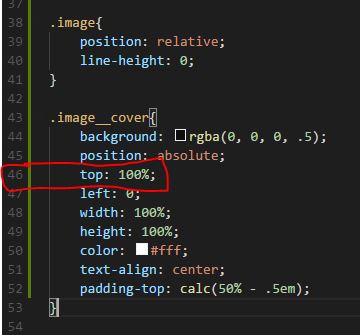 37
38 .image{
39 position: relative;
40 line-height: 0;
41 }
42
43 .image__cover{
44 background: rgba(0, 0, 0, .5);
45 position: absolute;
46 top: 100%;
47 left: 0;
48 width: 100%;
49 height: 100%;
50 color: #fff;
51 text-align: center;
52 padding-top: calc(50% - .5em);
53 }